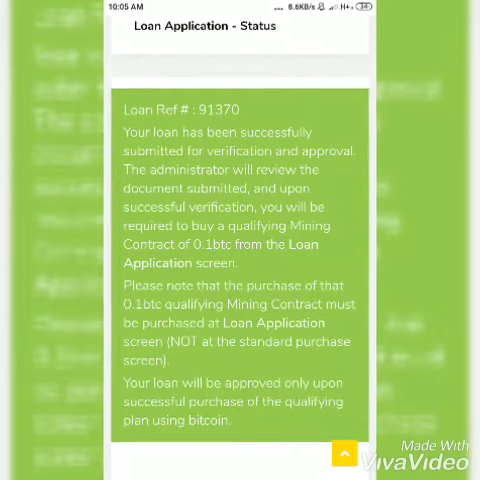 10:05 AM
... 8.6KB/s H+ 36
Loan Application - Status
Loan Ref # : 91370
Your loan has been successfully
submitted for verification and approval.
The administrator will review the
document submitted, and upon
successful verification, you will be
required to buy a qualifying Mining
Contract of 0.1btc from the Loan
Application screen.
Please note that the purchase of that
0.1btc qualifying Mining Contract must
be purchased at Loan Application
screen (NOT at the standard purchase
screen).
Your loan will be approved only upon
successful purchase of the qualifying
plan using bitcoin.
Made With
VivaVideo